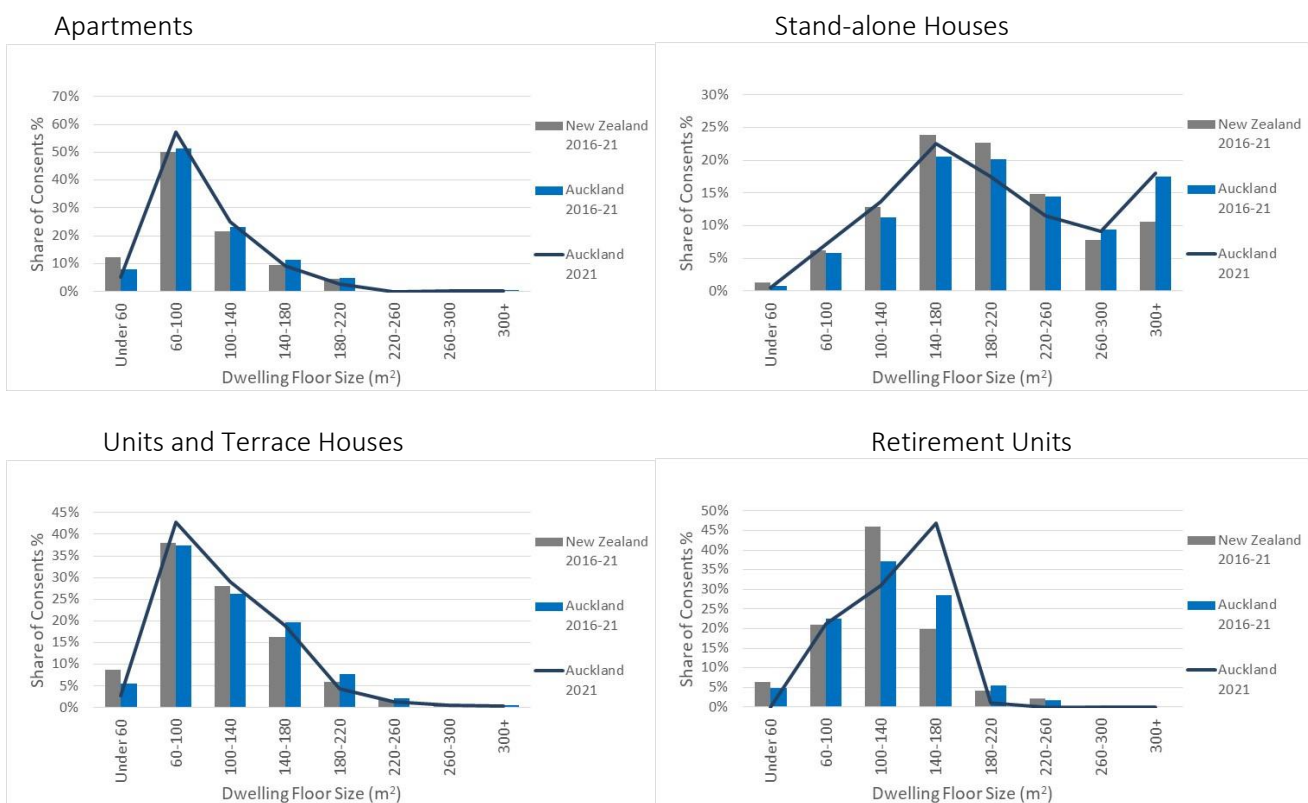 Apartments
Share of Consents %
70%
60%
50%
40%
30%
20%
10%
0%
Under 60
60-100
100-140
140-180
180-220
220-260
260-300
300+
Dwelling Floor Size (m²)
New Zealand
2016-21
Auckland
2016-21
Auckland
2021
Stand-alone Houses
Share of Consents %
30%
25%
20%
15%
10%
5%
0%
Under 60
60-100
100-140
140-180
180-220
220-260
260-300
300+
Dwelling Floor Size (m²)
New Zealand
2016-21
Auckland
2016-21
Auckland
2021
Units and Terrace Houses
Share of Consents %
45%
40%
35%
30%
25%
20%
15%
10%
5%
0%
Under 60
60-100
100-140
140-180
180-220
220-260
260-300
300+
Dwelling Floor Size (m²)
New Zealand
2016-21
Auckland
2016-21
Auckland
2021
Retirement Units
Share of Consents %
50%
45%
40%
35%
30%
25%
20%
15%
10%
5%
0%
Under 60
60-100
100-140
140-180
180-220
220-260
260-300
300+
Dwelling Floor Size (m²)
New Zealand
2016-21
Auckland
2016-21
Auckland
2021